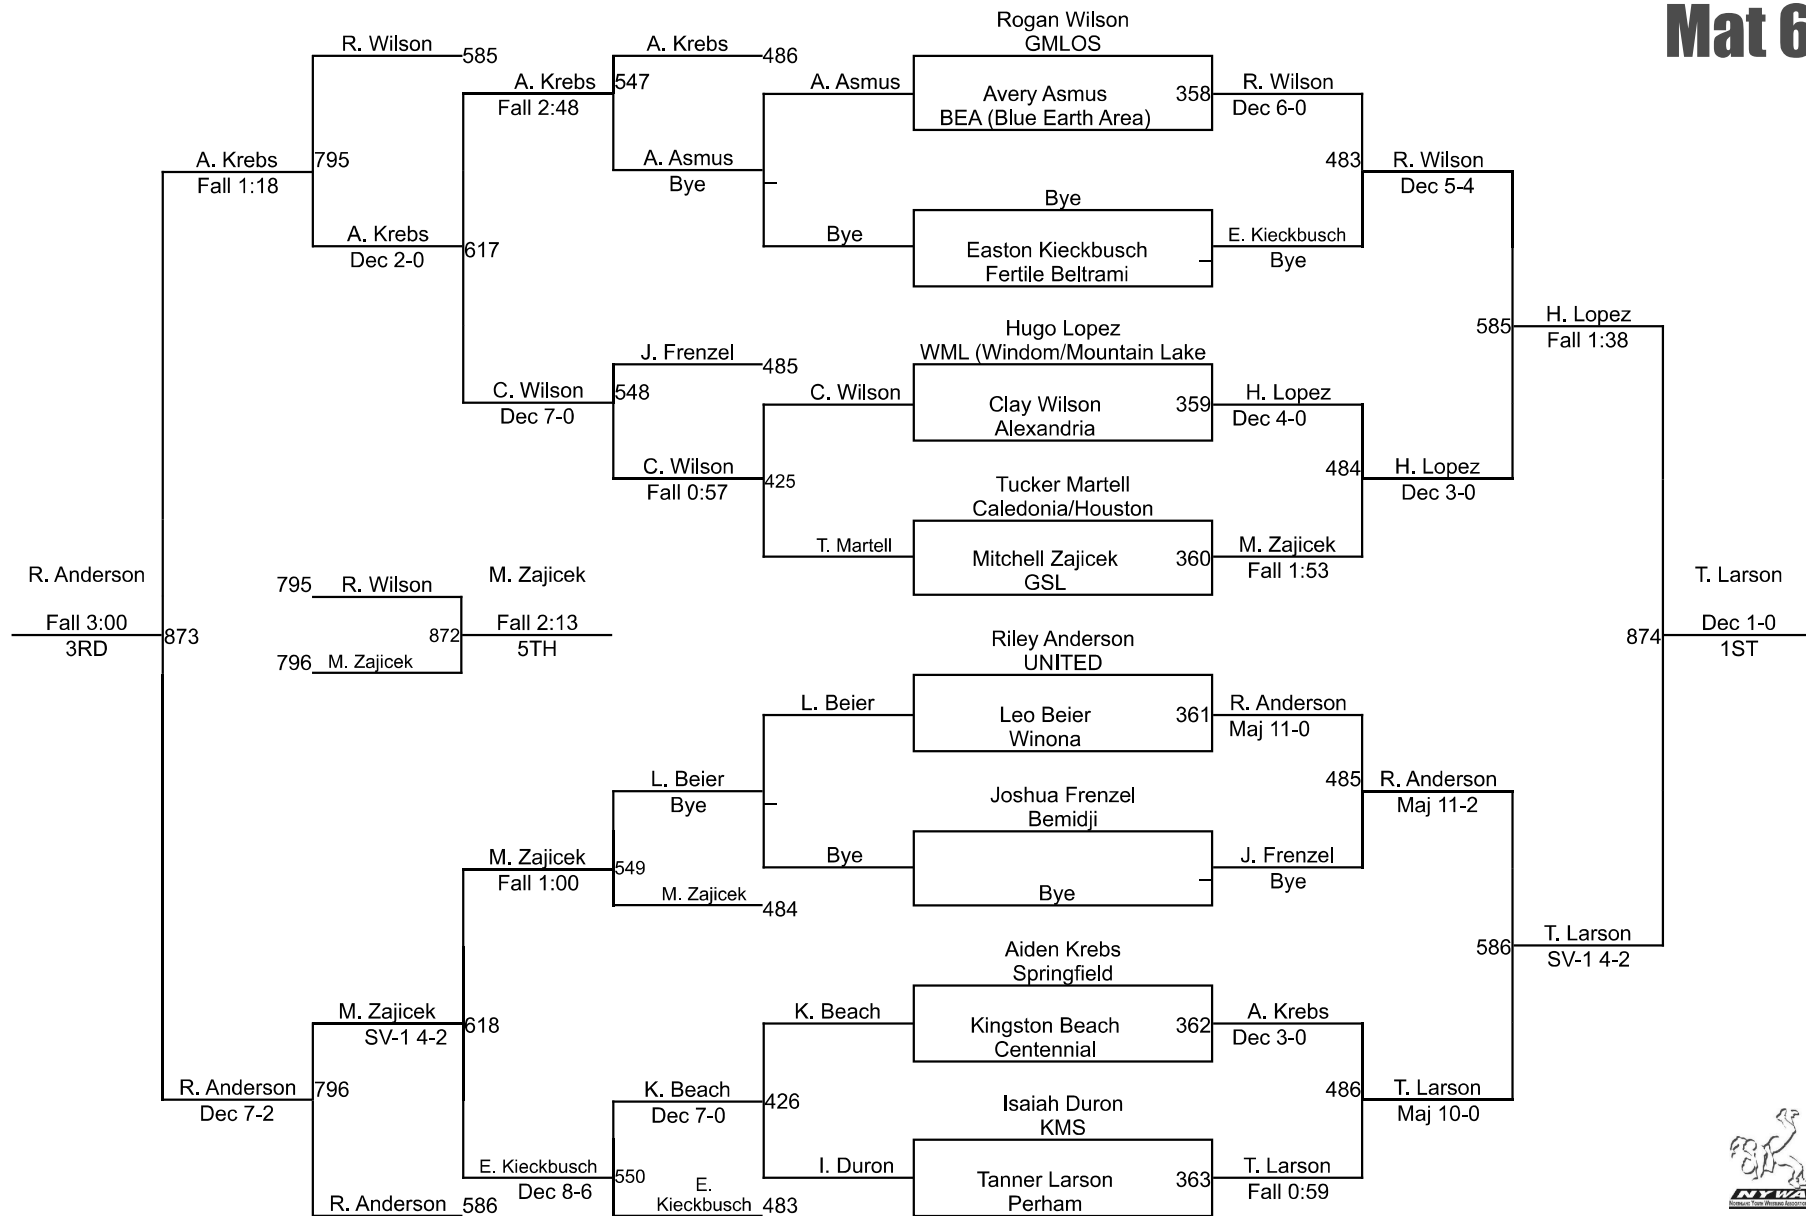 Mat 6
Rogan Wilson
GMLOS
R. Wilson
585
A. Krebs
486
A. Krebs
547
Fall 2:48
A. Asmus
Avery Asmus
358
BEA (Blue Earth Area)
R. Wilson
Dec 6-0
A. Krebs
795
Fall 1:18
A. Asmus
Bye
483
R. Wilson
Dec 5-4
Bye
A. Krebs
617
Dec 2-0
Bye
Easton Kieckbusch
Fertile Beltrami
E. Kieckbusch
Bye
585
H. Lopez
Fall 1:38
Hugo Lopez
WML (Windom/Mountain Lake
J. Frenzel
485
C. Wilson
548
Dec 7-0
C. Wilson
Clay Wilson
359
Alexandria
H. Lopez
Dec 4-0
C. Wilson
425
Fall 0:57
484
H. Lopez
Dec 3-0
Tucker Martell
Caledonia/Houston
T. Martell
Mitchell Zajicek
360
GSL
M. Zajicek
Fall 1:53
R. Anderson
Fall 3:00
873
3RD
795
R. Wilson
796
M. Zajicek
872
M. Zajicek
Fall 2:13
5TH
T. Larson
874
Dec 1-0
1ST
Riley Anderson
UNITED
L. Beier
Leo Beier
361
Winona
R. Anderson
Maj 11-0
L. Beier
Bye
485
R. Anderson
Maj 11-2
Joshua Frenzel
Bemidji
M. Zajicek
549
Fall 1:00
Bye
J. Frenzel
Bye
M. Zajicek
484
Bye
586
T. Larson
SV-1 4-2
Aiden Krebs
Springfield
M. Zajicek
618
SV-1 4-2
K. Beach
Kingston Beach
362
Centennial
A. Krebs
Dec 3-0
R. Anderson
796
Dec 7-2
K. Beach
426
Dec 7-0
486
T. Larson
Maj 10-0
Isaiah Duron
KMS
E. Kieckbusch
550
Dec 8-6
I. Duron
Tanner Larson
363
Perham
T. Larson
Fall 0:59
R. Anderson
586
E.
Kieckbusch
483
NYWA